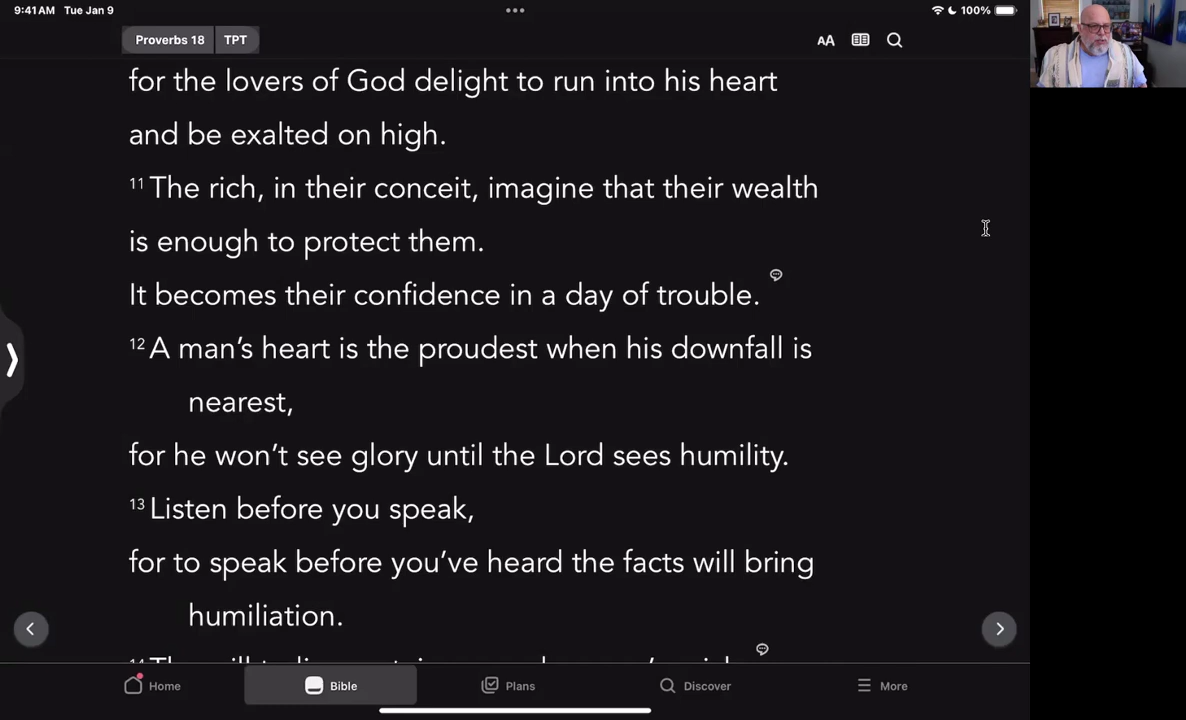 9:41 AM Tue Jan 9
100%
Proverbs 18 TPT
AA
for the lovers of God delight to run into his heart
and be exalted on high.
11 The rich, in their conceit, imagine that their wealth
is enough to protect them.
It becomes their confidence in a day of trouble.
12 A man's heart is the proudest when his downfall is
nearest,
for he won't see glory until the Lord sees humility.
13 Listen before you speak,
for to speak before you've heard the facts will bring
humiliation.
Home
Bible
Plans
Discover
More